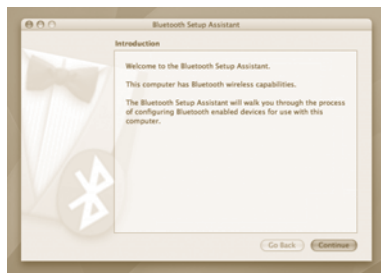 Bluetooth Setup Assistant
Introduction
Welcome to the Bluetooth Setup Assistant.
This computer has Bluetooth wireless capabilities.
The Bluetooth Setup Assistant will walk you through the process
of configuring Bluetooth enabled devices for use with this
computer.
Go Back
Continue